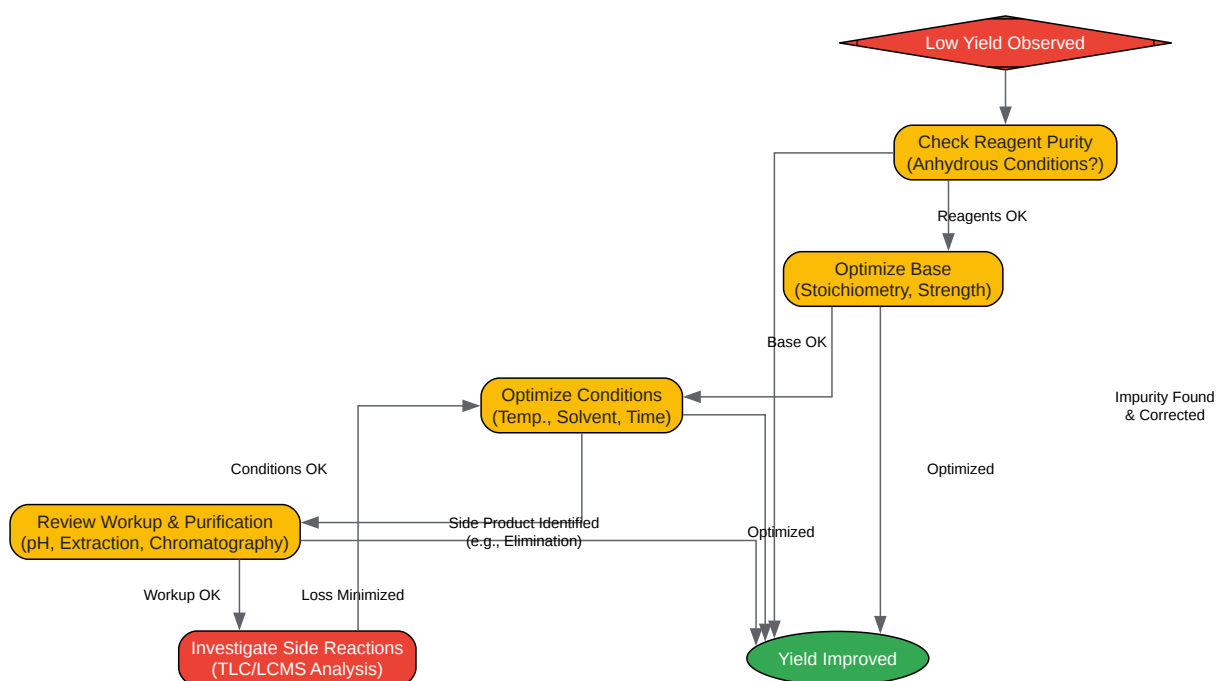 Low Yield Observed
Check Reagent Purity
(Anhydrous Conditions?)
Reagents OK
Optimize Base
(Stoichiometry, Strength)
Base OK
Optimize Conditions
(Temp., Solvent, Time)
Impurity Found
& Corrected
Conditions OK
Optimized
Review Workup & Purification
(pH, Extraction, Chromatography)
Side Product Identified
(e.g., Elimination)
Optimized
Workup OK
Loss Minimized
Investigate Side Reactions
(TLC/LCMS Analysis)
Yield Improved